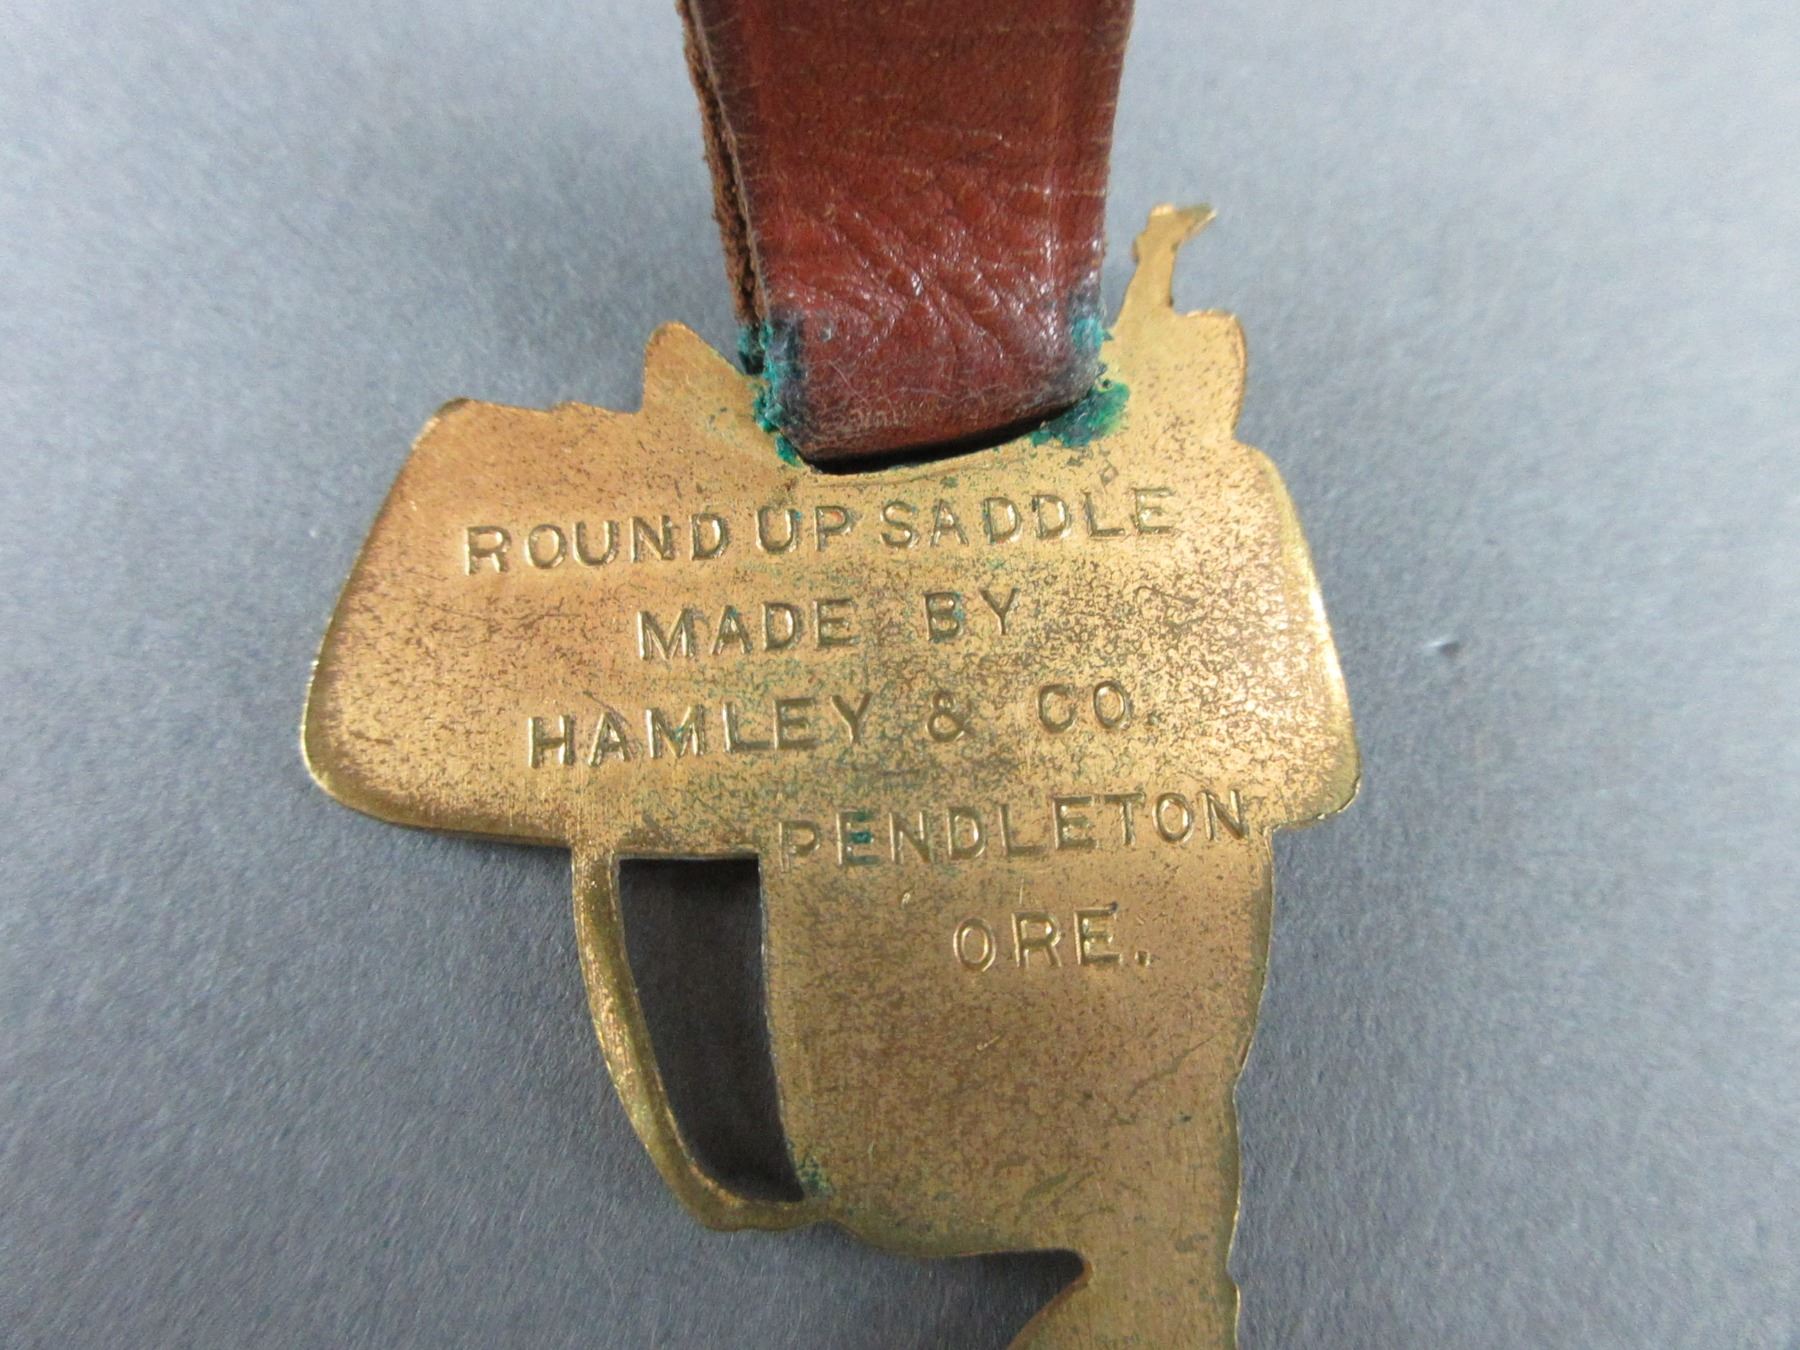 ROUND UP SADDLE
MADE BY
HAMLEY & CO.
PENDLETON
ORE.